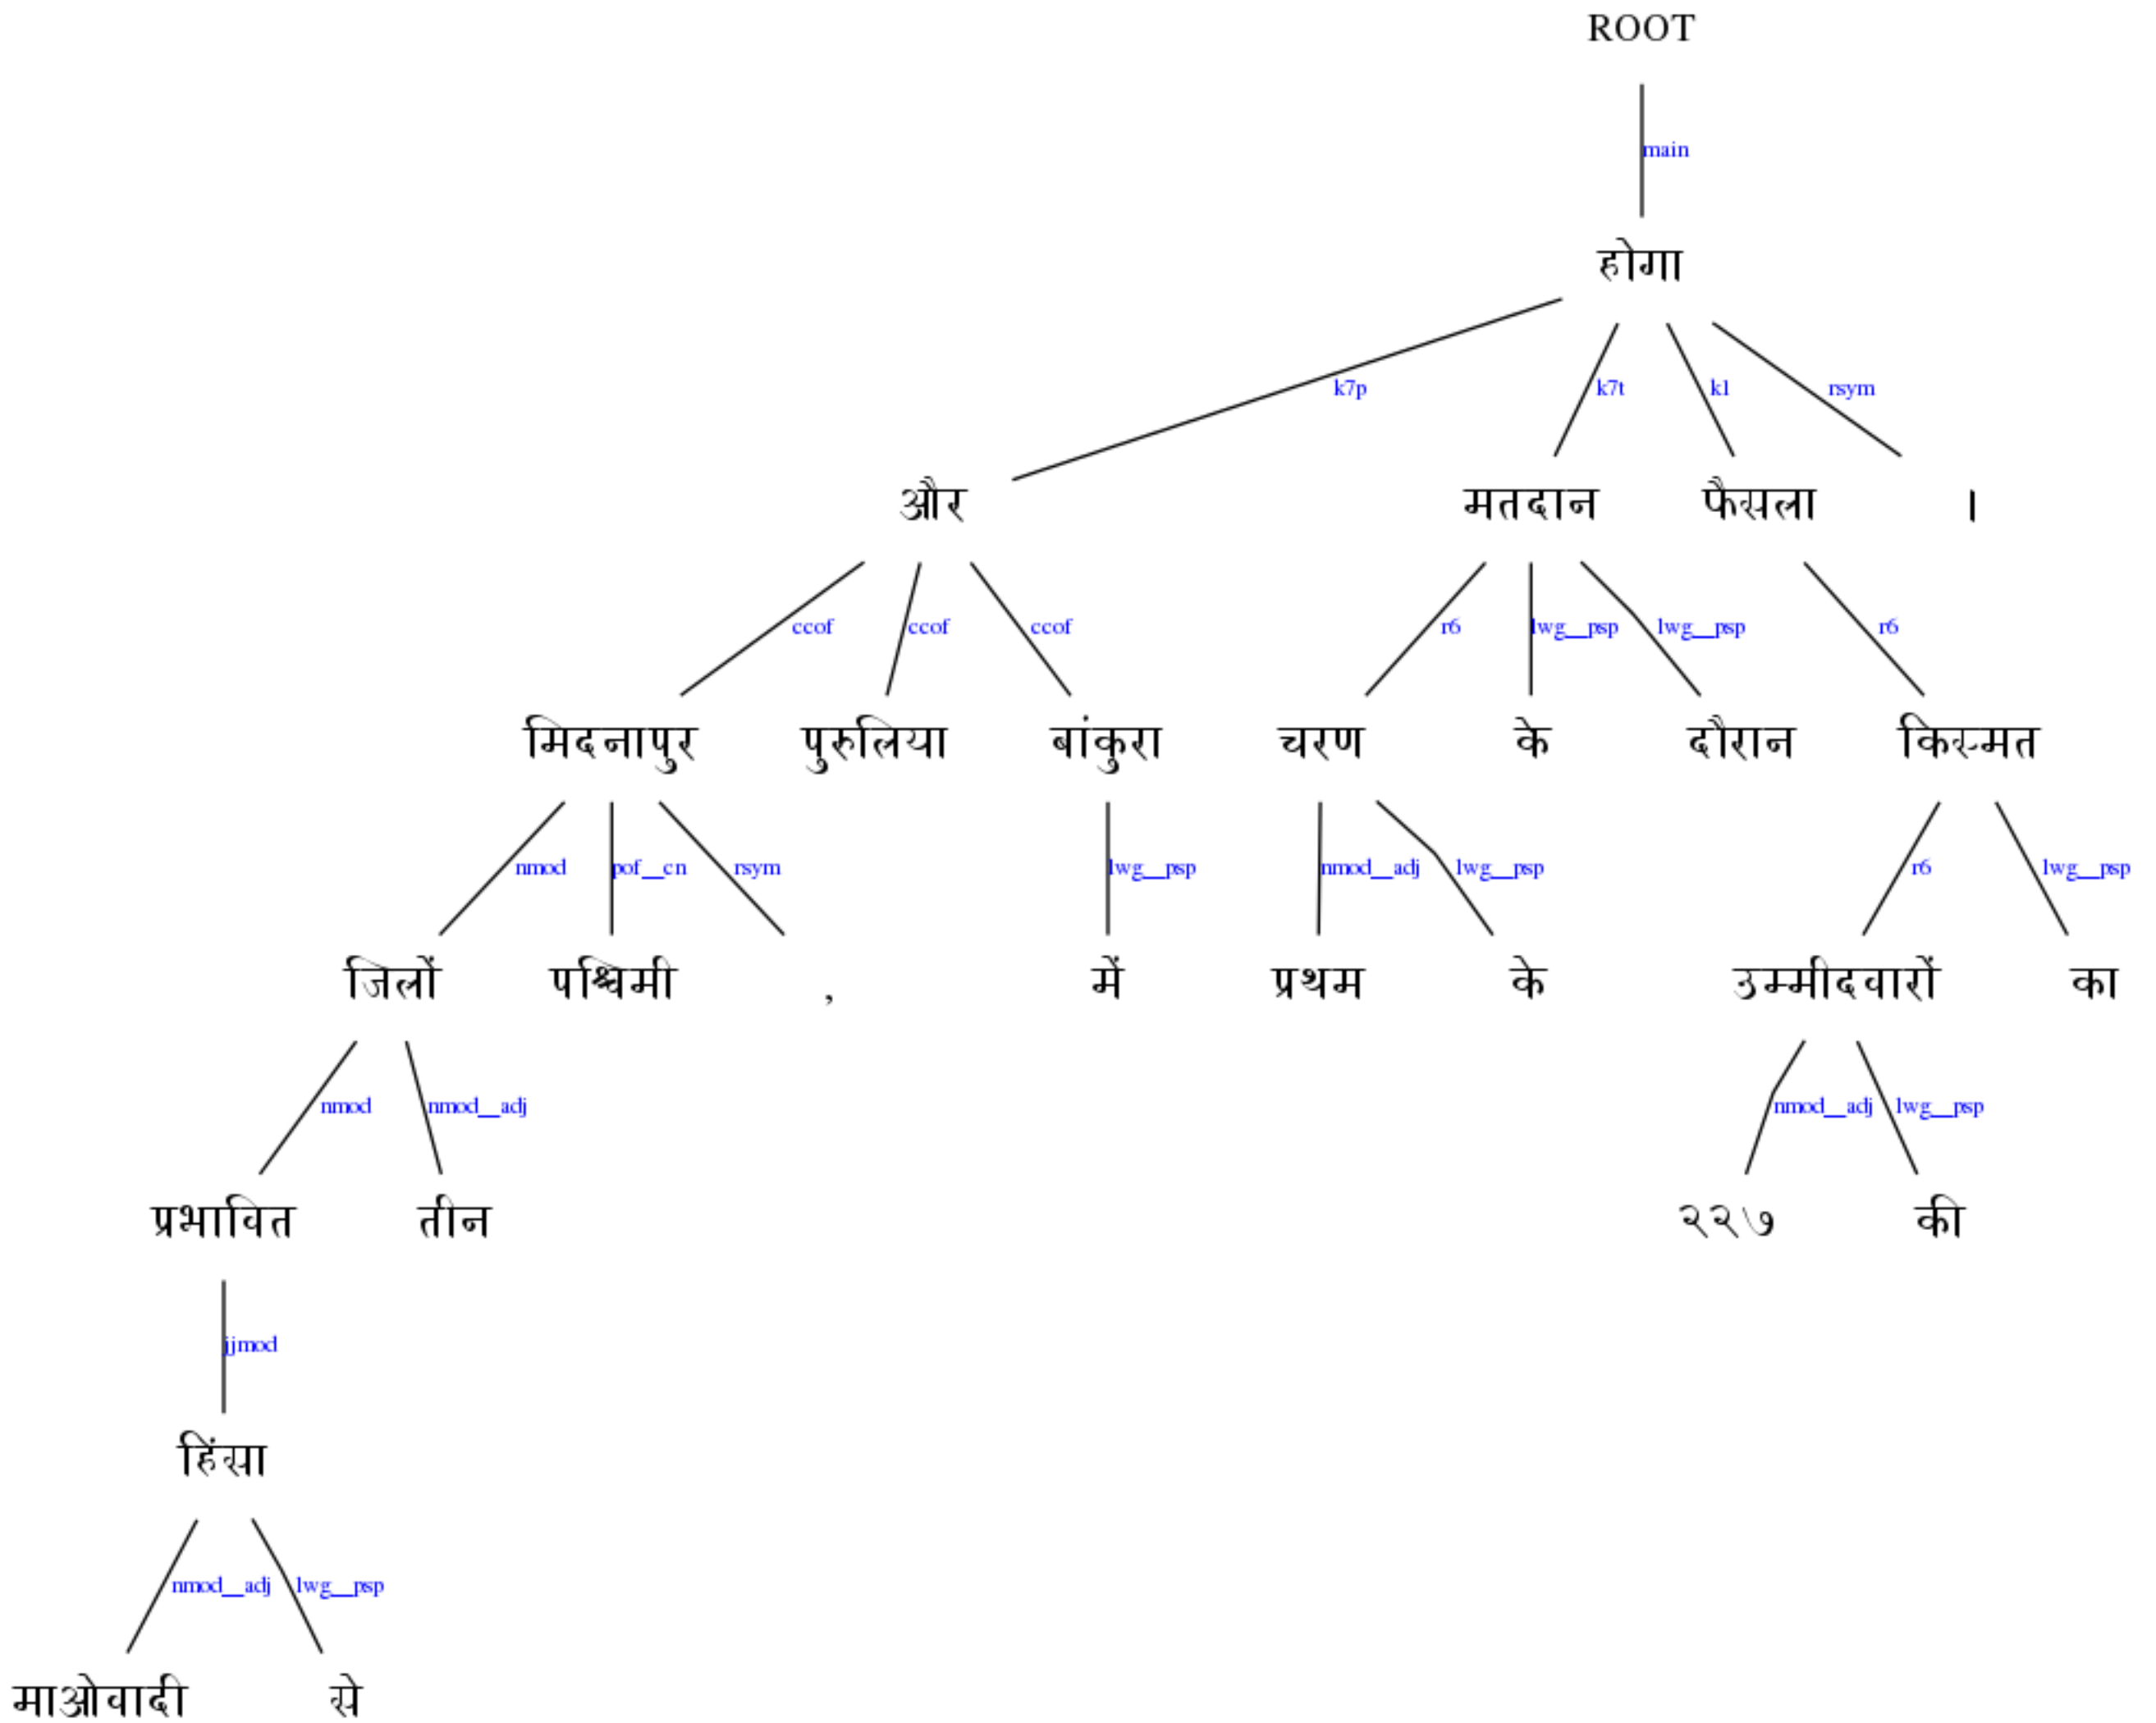 ROOT
main
होगा
k7p k7t k1 rsym
और मतदान फैसला ।
ccof ccof ccof r6 lwg__psp lwg__psp r6
मिदनापुर पुरुलिया बांकुरा चरण के दौरान किस्मत
nmod pof__cn rsym lwg__psp nmod__adj lwg__psp r6 lwg__psp
जिलों पश्चिमी , में प्रथम के उम्मीदवारों का
nmod nmod__adj nmod__adj lwg__psp
प्रभावित तीन २२७ की
jjmod
हिंसा
nmod__adj lwg__psp
माओवादी से